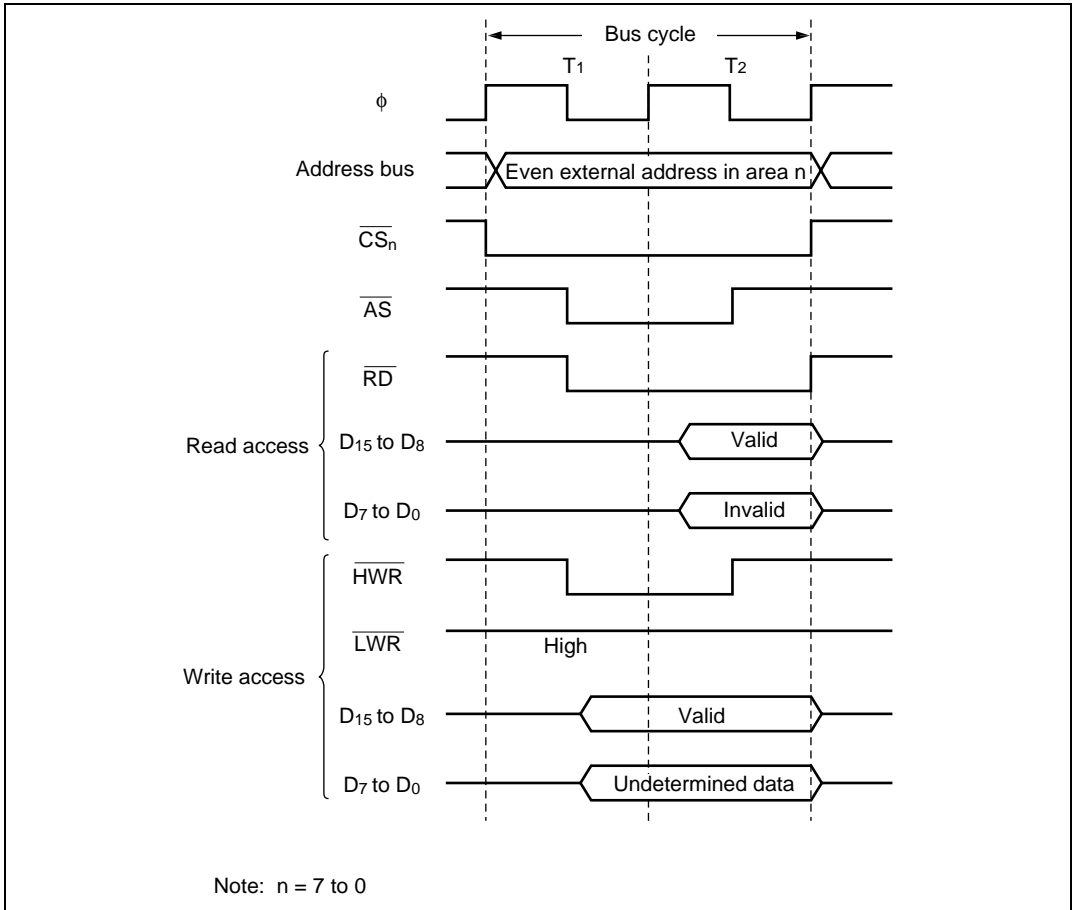 Bus cycle
T1 T2
φ
Address bus Even external address in area n
CSn
AS
RD
Read access D15 to D8 Valid
D7 to D0 Invalid
HWR
LWR High
Write access
D15 to D8 Valid
D7 to D0 Undetermined data
Note: n = 7 to 0